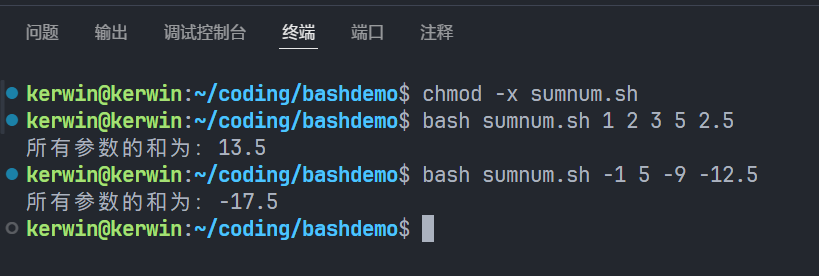 问题 输出 调试控制台 终端 端口 注释
kerwin@kerwin:~/coding/bashdemo$ chmod -x sumnum.sh
kerwin@kerwin:~/coding/bashdemo$ bash sumnum.sh 1 2 3 5 2.5
所有参数的和为: 13.5
kerwin@kerwin:~/coding/bashdemo$ bash sumnum.sh -1 5 -9 -12.5
所有参数的和为: -17.5
kerwin@kerwin:~/coding/bashdemo$